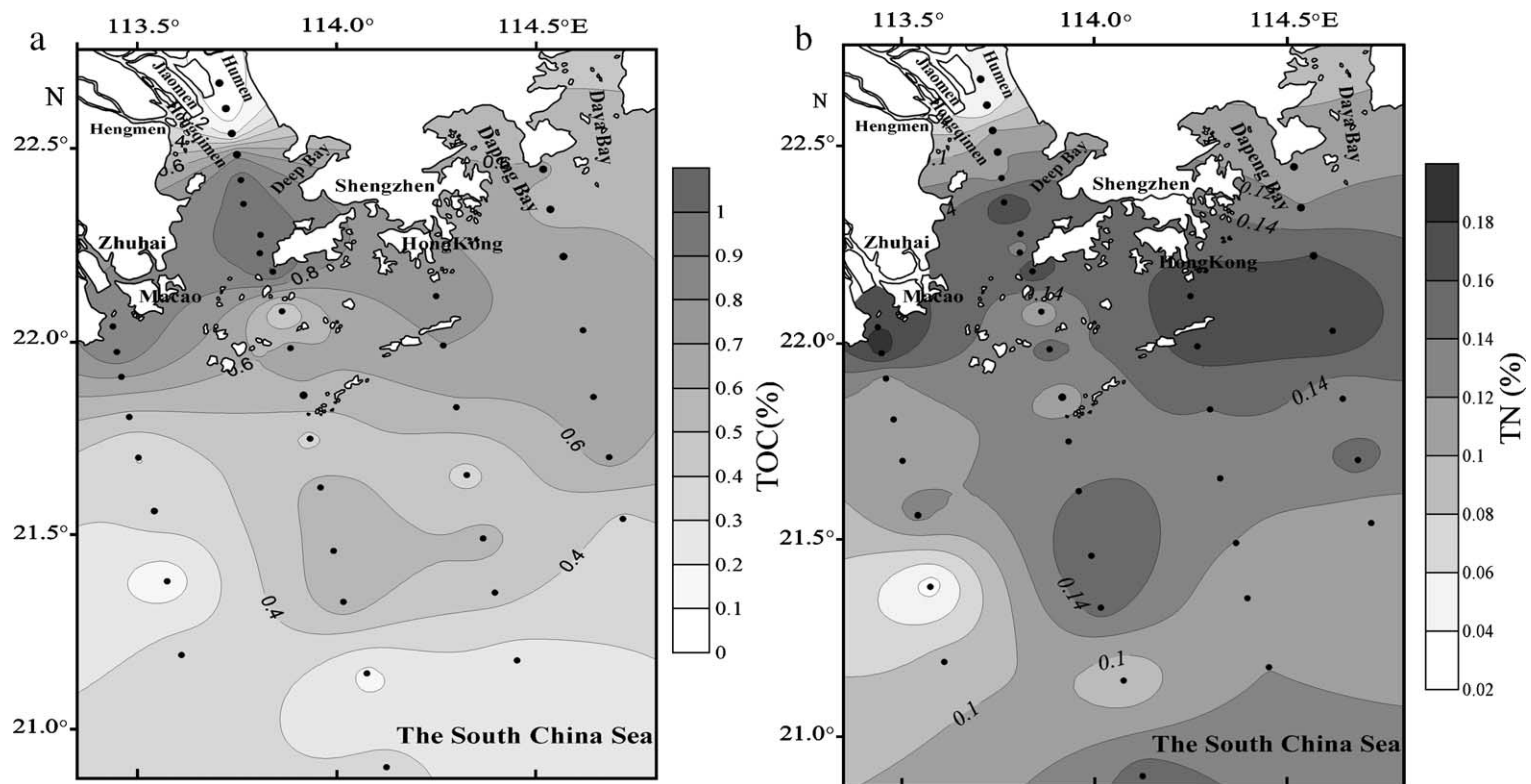 a
113.5°
114.0°
114.5°E
N
22.5°
22.0°
21.5°
21.0°
Humen
Jiaomen
Hongqimen
Hengmen
Deep Bay
Shengzhen
Dapeng Bay
Daya Bay
Zhuhai
Macao
HongKong
0.6
0.8
0.6
0.6
0.4
0.4
The South China Sea
1
0.9
0.8
0.7
0.6
0.5
0.4
0.3
0.2
0.1
0
TOC(%)
b
113.5°
114.0°
114.5°
N
22.5°
22.0°
21.5°
21.0°
Humen
Jiaomen
Hongqimen
Hengmen
Deep Bay
Shengzhen
Dapeng Bay
Daya Bay
Zhuhai
Macao
HongKong
0.1
0.12
0.14
0.14
0.14
0.14
0.1
0.1
The South China Sea
0.18
0.16
0.14
0.12
0.1
0.08
0.06
0.04
0.02
TN (%)